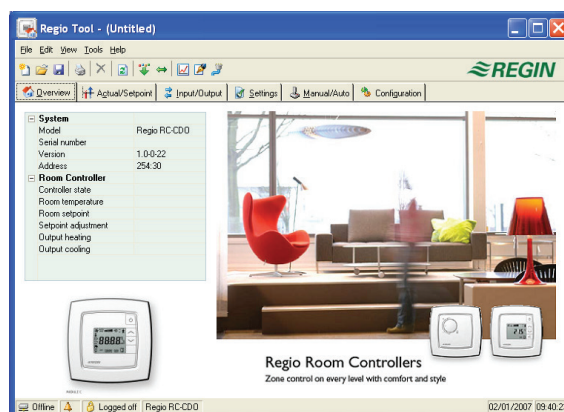 Regio Tool - (Untitled)
File Edit View Tools Help
REGIN
Overview Actual/Setpoint Input/Output Settings Manual/Auto Configuration
System
Model Regio RC-CDO
Serial number
Version 1.0-0-22
Address 254:30
Room Controller
Controller state
Room temperature
Room setpoint
Setpoint adjustment
Output heating
Output cooling
Regio Room Controllers
Zone control on every level with comfort and style
Offline Logged off Regio RC-CDO 02/01/2007 09:40:2